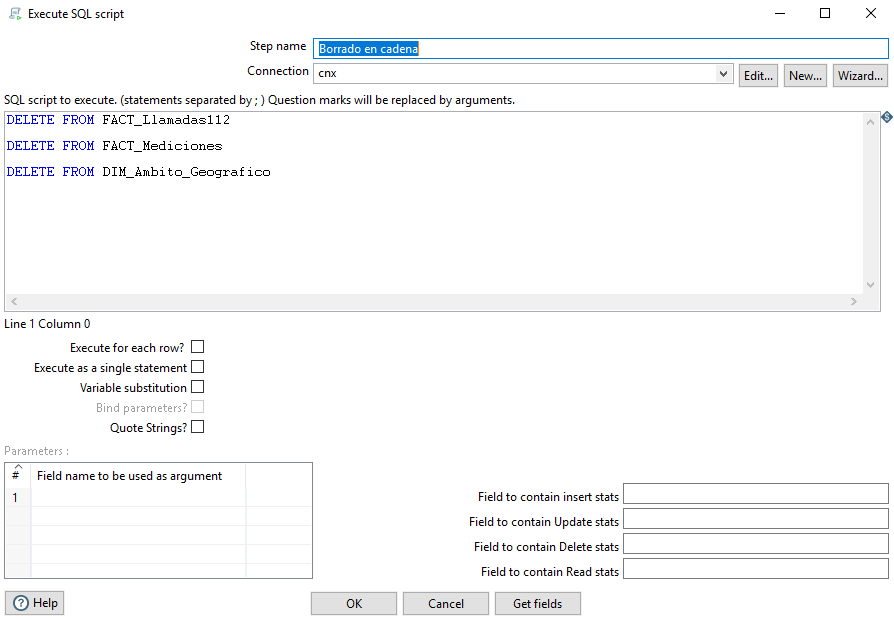 Execute SQL script
Step name Borrado en cadena
Connection cnx Edit... New... Wizard...
SQL script to execute. (statements separated by ; ) Question marks will be replaced by arguments.
DELETE FROM FACT_Llamadas112
DELETE FROM FACT_Mediciones
DELETE FROM DIM_Ambito_Geografico
Line 1 Column 0
Execute for each row?
Execute as a single statement
Variable substitution
Bind parameters?
Quote Strings?
Parameters :
# Field name to be used as argument
1
Field to contain insert stats
Field to contain Update stats
Field to contain Delete stats
Field to contain Read stats
Help OK Cancel Get fields